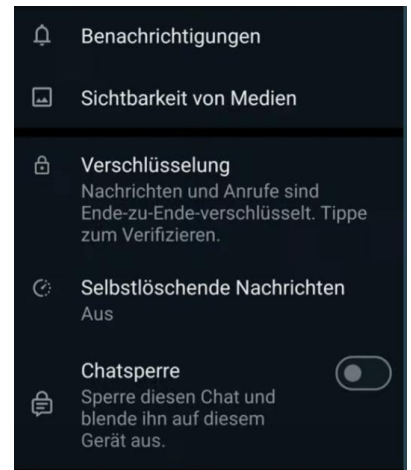 Benachrichtigungen
Sichtbarkeit von Medien
Verschlüsselung
Nachrichten und Anrufe sind
Ende-zu-Ende-verschlüsselt. Tippe
zum Verifizieren.
Selbstlöschende Nachrichten
Aus
Chatsperre
Sperre diesen Chat und
blende ihn auf diesem
Gerät aus.